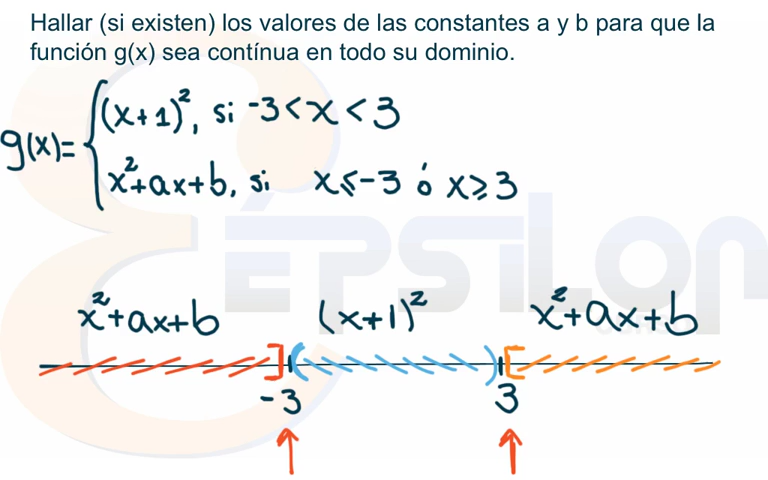 Hallar (si existen) los valores de las constantes a y b para que la
función g(x) sea contínua en todo su dominio.
g(x)= { (x+1)², si -3<x<3
x²+ax+b, si x≤-3 ó x≥3
ÉPSILON
x²+ax+b (x+1)² x²+ax+b
-3 3